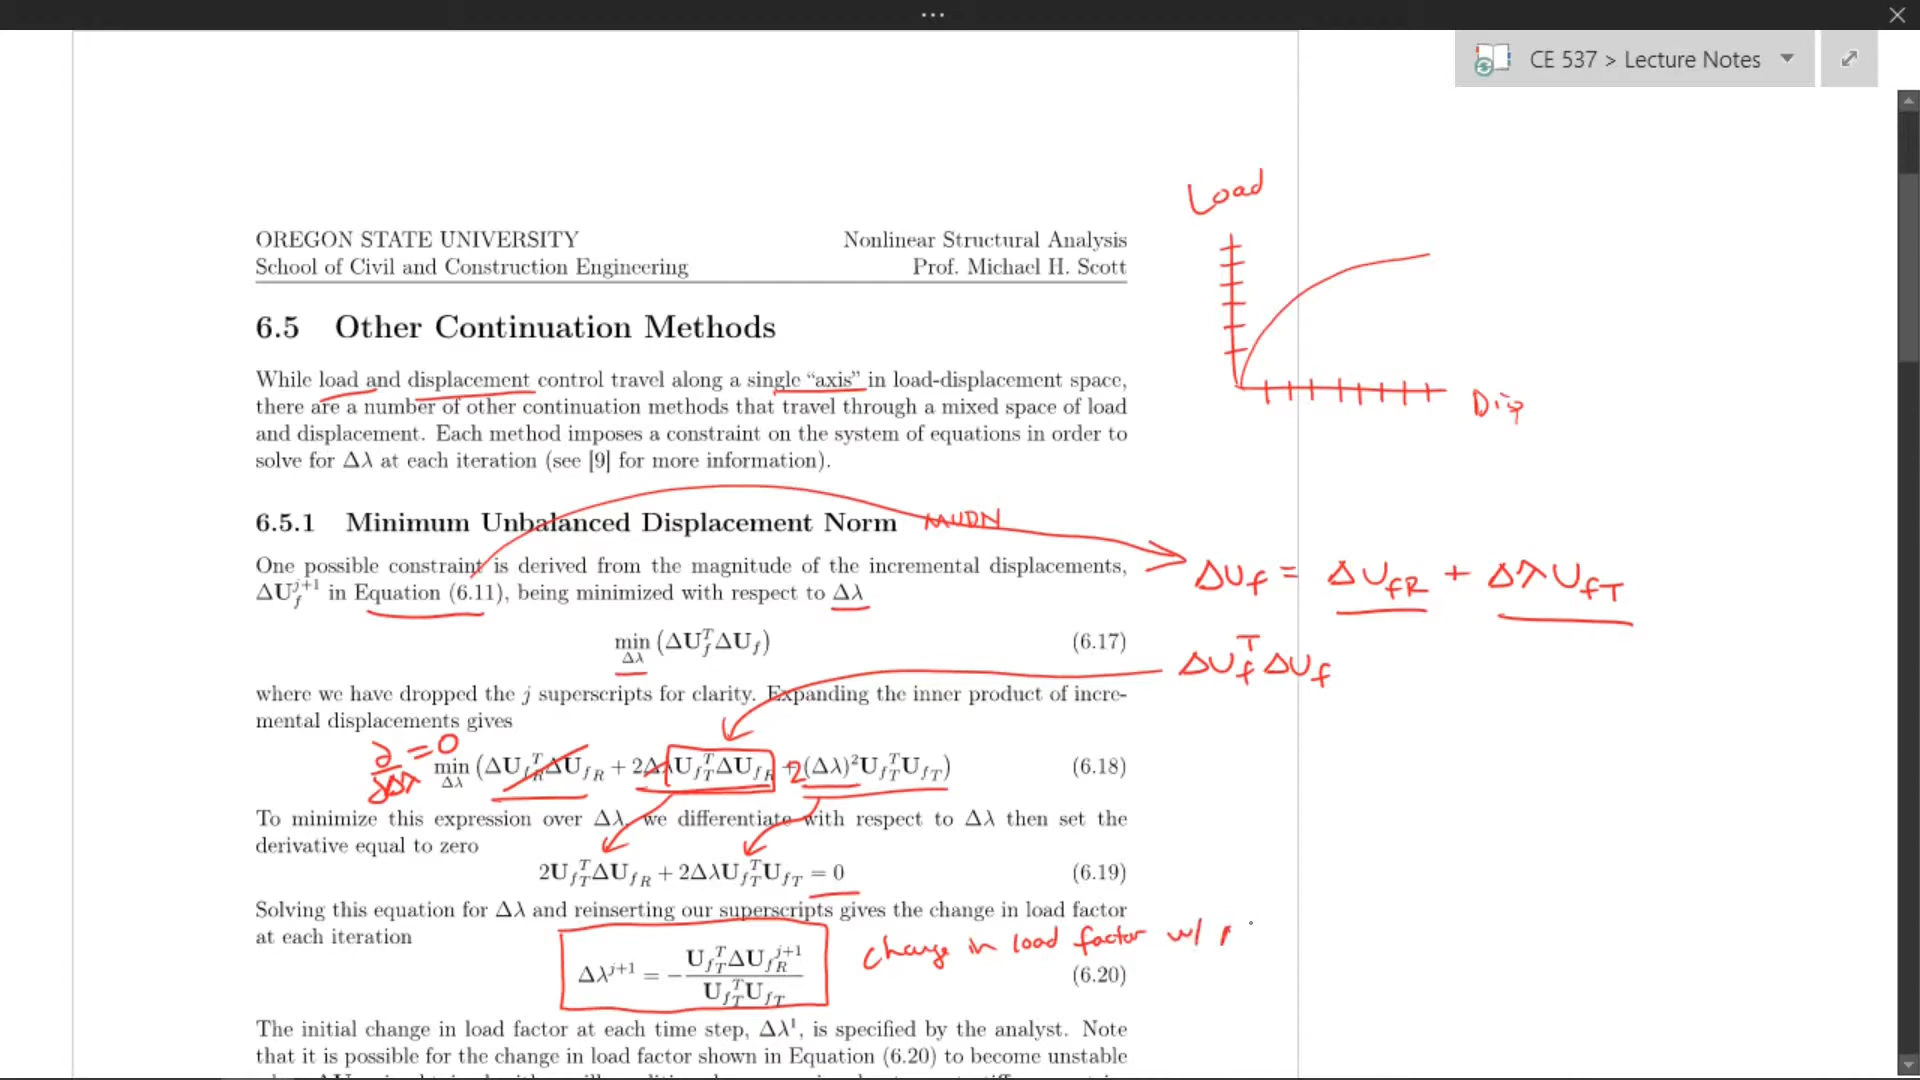 ...
CE 537 > Lecture Notes
Load
OREGON STATE UNIVERSITY Nonlinear Structural Analysis
School of Civil and Construction Engineering Prof. Michael H. Scott
6.5 Other Continuation Methods
While load and displacement control travel along a single “axis” in load-displacement space,
there are a number of other continuation methods that travel through a mixed space of load
and displacement. Each method imposes a constraint on the system of equations in order to
solve for Δλ at each iteration (see [9] for more information).
Disp
6.5.1 Minimum Unbalanced Displacement Norm MUDN
One possible constraint is derived from the magnitude of the incremental displacements,
ΔU_f^{j+1} in Equation (6.11), being minimized with respect to Δλ
ΔU_f = ΔU_{fR} + ΔλU_{fT}
min_{Δλ} (ΔU_f^T ΔU_f) (6.17)
ΔU_f^T ΔU_f
where we have dropped the j superscripts for clarity. Expanding the inner product of incre-
mental displacements gives
∂/∂Δλ = 0
min_{Δλ} (ΔU_{fR}^T ΔU_{fR} + 2ΔλU_{fT}^T ΔU_{fR} + 2(Δλ)²U_{fT}^T U_{fT}) (6.18)
To minimize this expression over Δλ, we differentiate with respect to Δλ then set the
derivative equal to zero
2U_{fT}^T ΔU_{fR} + 2ΔλU_{fT}^T U_{fT} = 0 (6.19)
Solving this equation for Δλ and reinserting our superscripts gives the change in load factor
at each iteration
change in load factor w/
Δλ^{j+1} = −\frac{U_{fT}^T ΔU_{fR}^{j+1}}{U_{fT}^T U_{fT}} (6.20)
The initial change in load factor at each time step, Δλ¹, is specified by the analyst. Note
that it is possible for the change in load factor shown in Equation (6.20) to become unstable